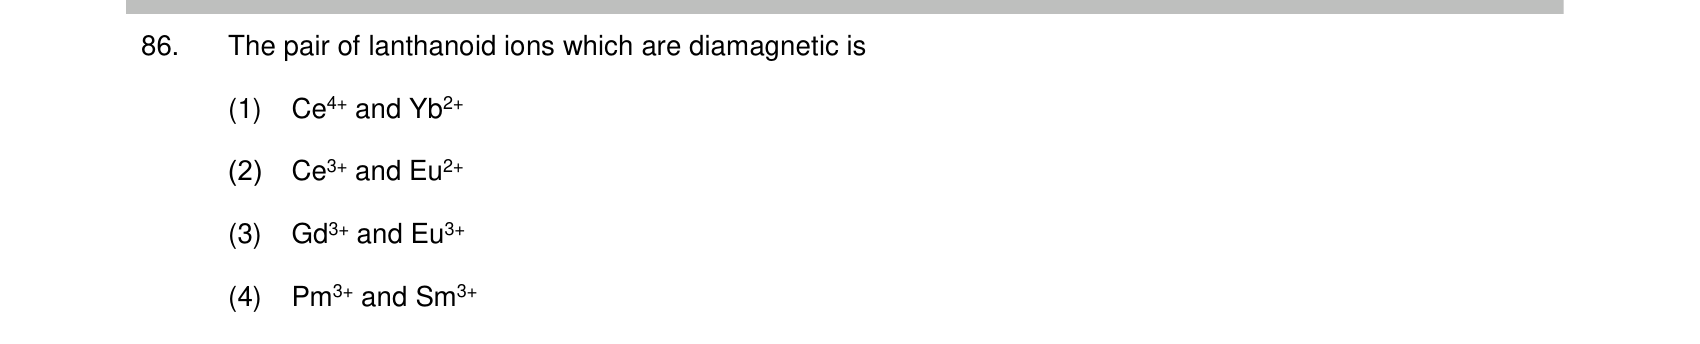 86. The pair of lanthanoid ions which are diamagnetic is
(1) Ce⁴⁺ and Yb²⁺
(2) Ce³⁺ and Eu²⁺
(3) Gd³⁺ and Eu³⁺
(4) Pm³⁺ and Sm³⁺